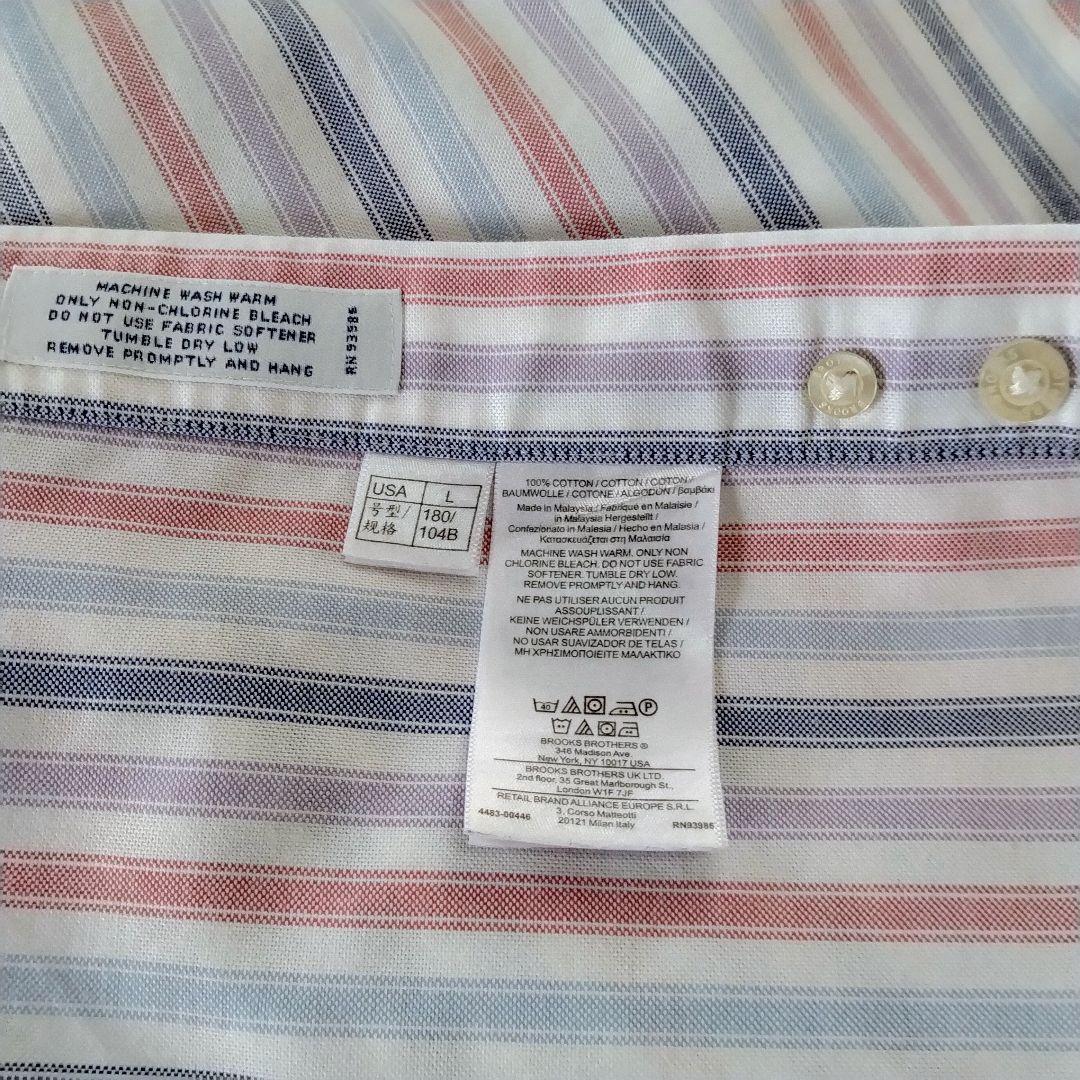 MACHINE WASH WARM
ONLY NON-CHLORINE BLEACH
DO NOT USE FABRIC SOFTENER
TUMBLE DRY LOW
REMOVE PROMPTLY AND HANG
USA L
号型/ 180/
规格 104B
100% COTTON / COTTON / COTON /
BAUMWOLLE / COTONE / ALGODÓN / βαμβάκι
Made in Malaysia / Fabriqué en Malaisie /
in Malaysia Hergestellt /
Confezionato in Malesia / Hecho en Malasia /
Κατασκευάζεται στη Μαλαισία
MACHINE WASH WARM. ONLY NON
CHLORINE BLEACH. DO NOT USE FABRIC
SOFTENER. TUMBLE DRY LOW.
REMOVE PROMPTLY AND HANG.
NE PAS UTILISER AUCUN PRODUIT
ASSOUPLISSANT /
KEINE WEICHSPÜLER VERWENDEN /
NON USARE AMMORBIDENTI /
NO USAR SUAVIZADOR DE TELAS /
ΜΗ ΧΡΗΣΙΜΟΠΟΙΕΙΤΕ ΜΑΛΑΚΤΙΚΟ
40 P
BROOKS BROTHERS ®
346 Madison Ave.
New York, NY 10017 USA
BROOKS BROTHERS UK LTD.
2nd floor, 35 Great Marlborough St.,
London W1F 7JF
RETAIL BRAND ALLIANCE EUROPE S.R.L.
4483-00446 3, Corso Matteotti
20121 Milan Italy RN93985